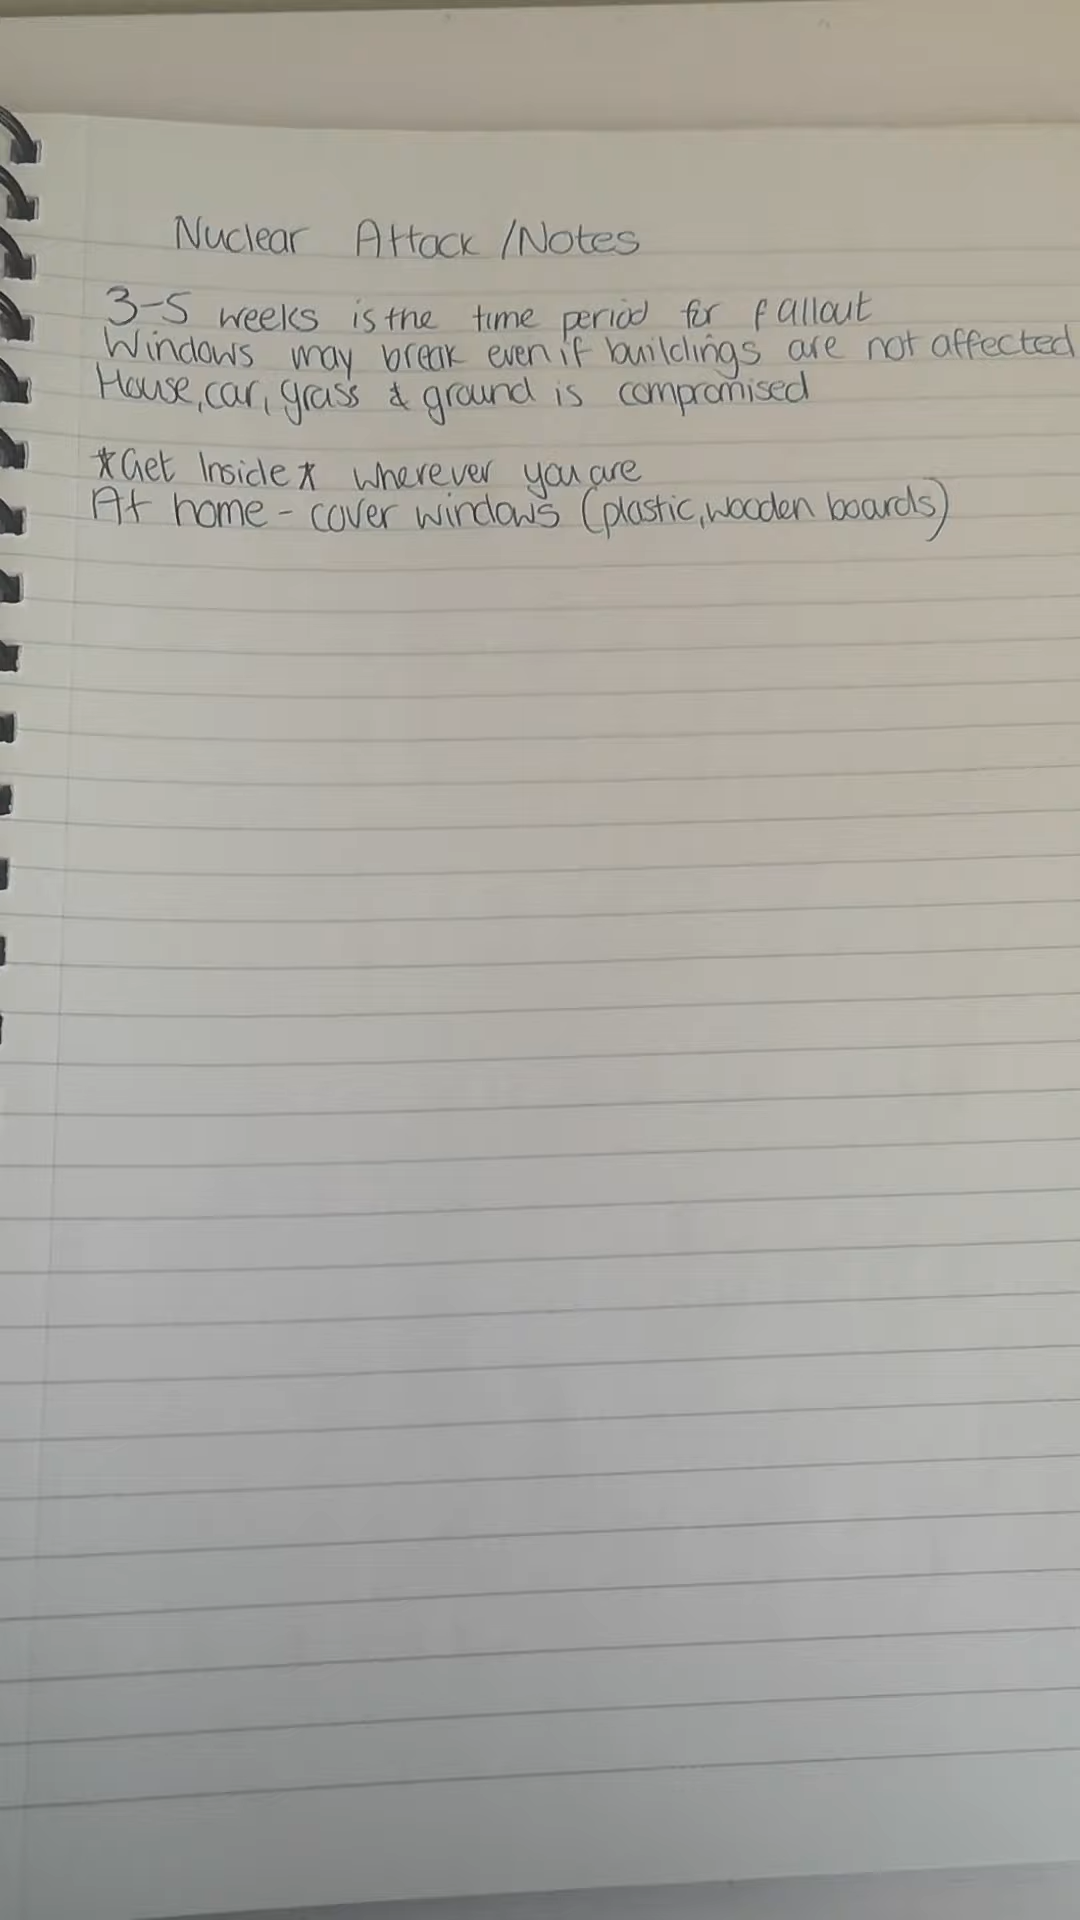 Nuclear Attack /Notes
3-5 weeks is the time period for fallout
Windows may break even if buildings are not affected
House, car, grass & ground is compromised
*Get Inside* wherever you are
At home - cover windows (plastic, wooden boards)